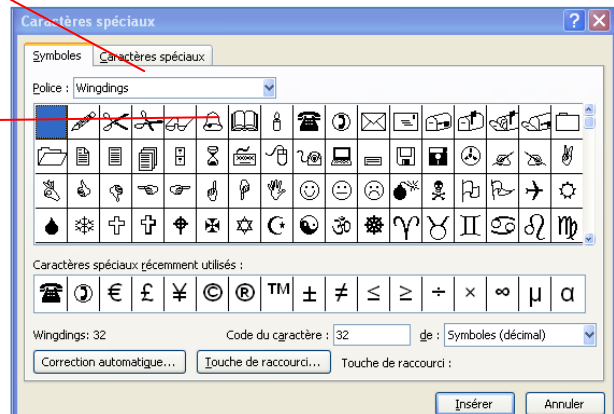 Caractères spéciaux
Symboles Caractères spéciaux
Police : Wingdings
Caractères spéciaux récemment utilisés :
€ £ ¥ © ® ™ ± ≠ ≤ ≥ ÷ × ∞ µ α
Wingdings: 32 Code du caractère : 32 de : Symboles (décimal)
Correction automatique... Touche de raccourci... Touche de raccourci :
Insérer Annuler